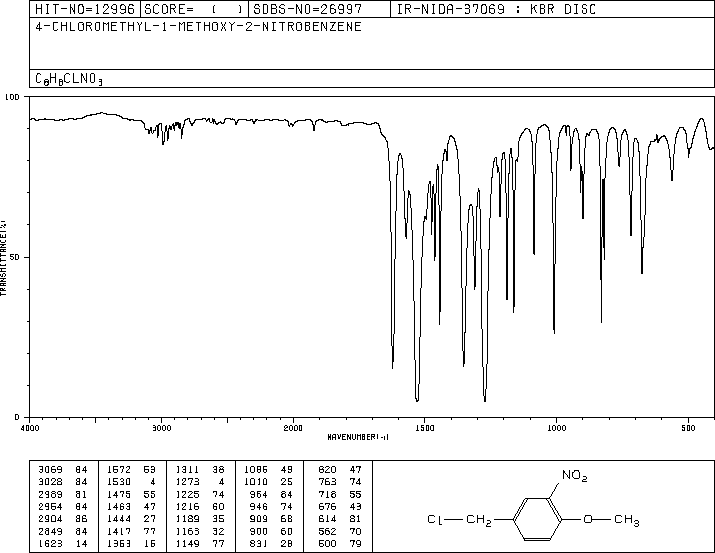 HIT-NO=12996 SCORE= ( ) SDBS-NO=26997 IR-NIDA-37069 : KBR DISC
4-CHLOROMETHYL-1-METHOXY-2-NITROBENZENE
C8H8CLNO3
100
TRANSMITTANCE(%)
50
0
4000 3000 2000 1500 1000 500
WAVENUMBER(-1)
3069 84 1572 53 1311 38 1086 49 820 47
3028 84 1530 4 1273 4 1010 25 763 74
2989 81 1475 55 1225 74 964 84 718 55
2954 84 1463 47 1216 60 946 74 676 43
2904 86 1444 27 1189 35 909 68 614 81
2849 84 1417 77 1163 32 900 60 562 70
1623 14 1353 16 1149 77 831 28 500 79
NO2
Cl—CH2 O—CH3